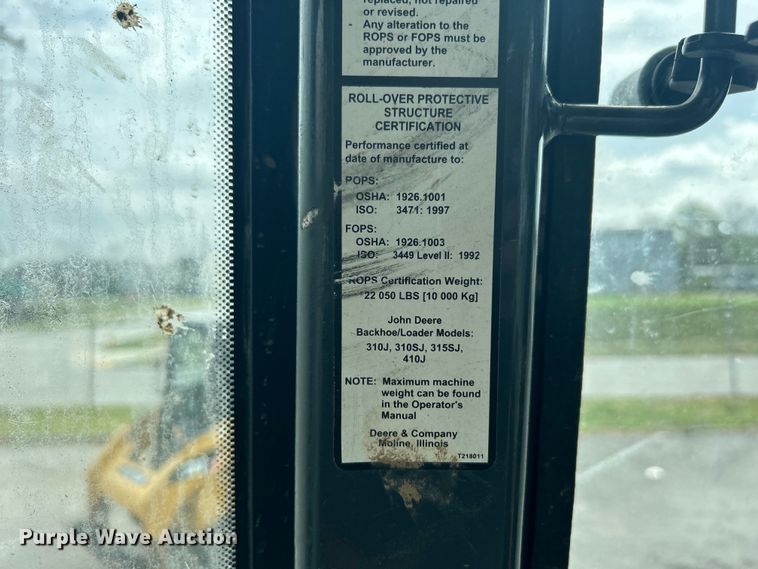 replaced, not repaired
or revised.
- Any alteration to the
ROPS or FOPS must be
approved by the
manufacturer.
ROLL-OVER PROTECTIVE
STRUCTURE
CERTIFICATION
Performance certified at
date of manufacture to:
ROPS:
OSHA: 1926.1001
ISO: 3471: 1997
FOPS:
OSHA: 1926.1003
ISO: 3449 Level II: 1992
ROPS Certification Weight:
22 050 LBS [10 000 Kg]
John Deere
Backhoe/Loader Models:
310J, 310SJ, 315SJ,
410J
NOTE: Maximum machine
weight can be found
in the Operator's
Manual
Deere & Company
Moline, Illinois
T218011
Purple Wave Auction